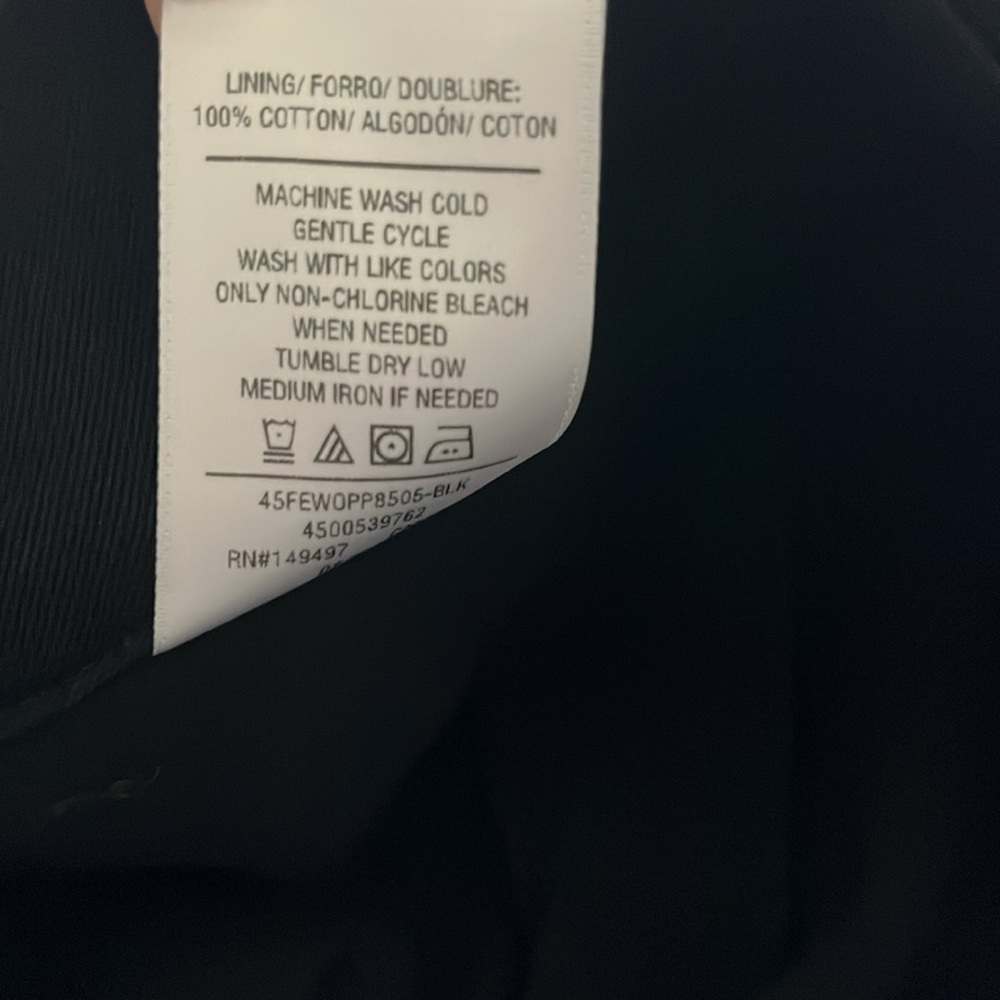 LINING/ FORRO/ DOUBLURE:
100% COTTON/ ALGODÓN/ COTON
MACHINE WASH COLD
GENTLE CYCLE
WASH WITH LIKE COLORS
ONLY NON-CHLORINE BLEACH
WHEN NEEDED
TUMBLE DRY LOW
MEDIUM IRON IF NEEDED
45FEWOPP8505-BLK
4500539762
RN#149497